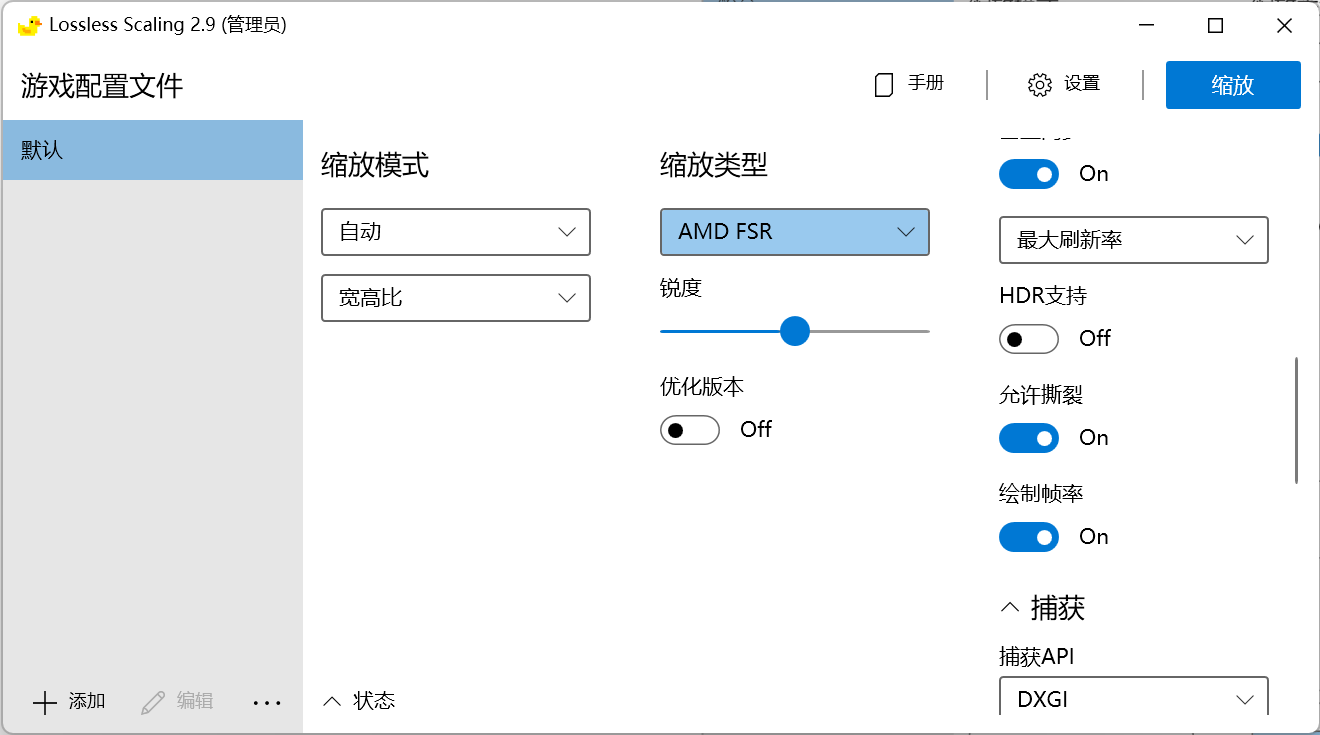 Lossless Scaling 2.9 (管理员)
游戏配置文件
手册
设置
缩放
默认
缩放模式
自动
宽高比
缩放类型
AMD FSR
锐度
优化版本
Off
On
最大刷新率
HDR支持
Off
允许撕裂
On
绘制帧率
On
捕获
捕获API
DXGI
添加
编辑
状态